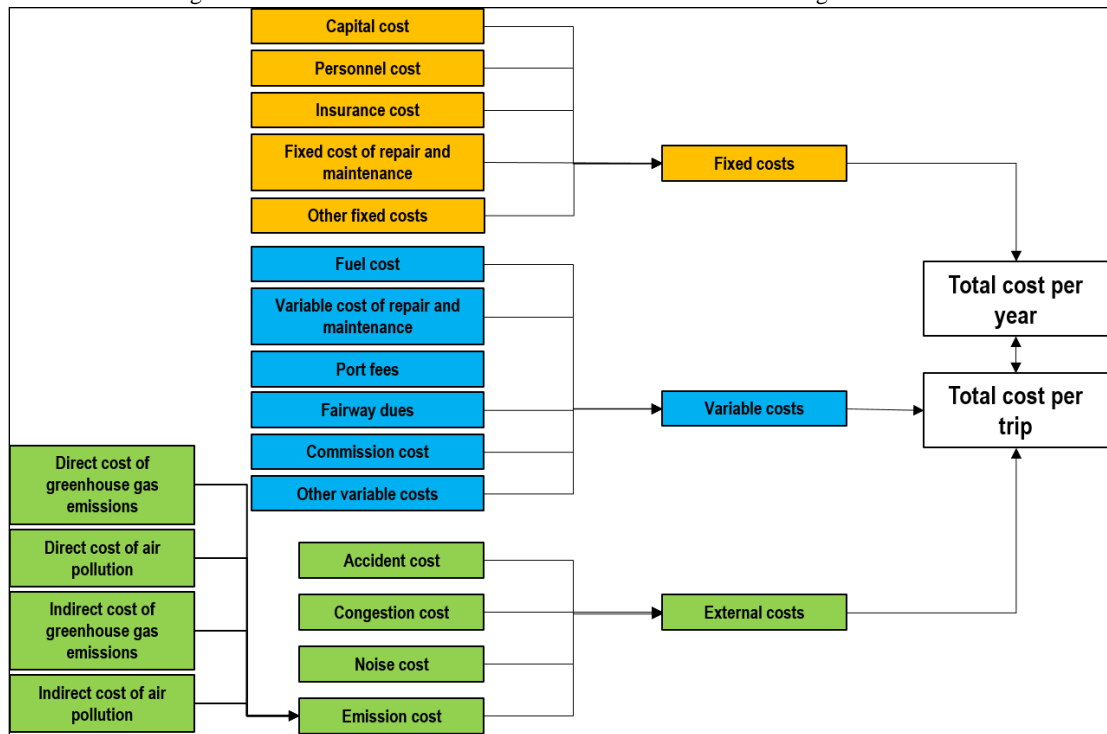 Capital cost
Personnel cost
Insurance cost
Fixed cost of repair and
maintenance
Other fixed costs
Fixed costs
Fuel cost
Variable cost of repair and
maintenance
Port fees
Fairway dues
Commission cost
Other variable costs
Variable costs
Total cost per
year
Total cost per
trip
Direct cost of
greenhouse gas
emissions
Direct cost of air
pollution
Indirect cost of
greenhouse gas
emissions
Indirect cost of air
pollution
Accident cost
Congestion cost
Noise cost
Emission cost
External costs